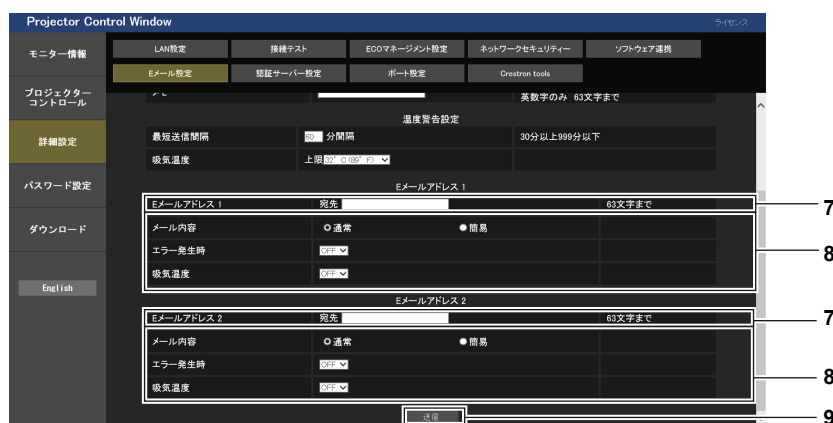 Projector Control Window ライセンス
モニター情報 LAN設定 接続テスト ECOマネージメント設定 ネットワークセキュリティー ソフトウェア連携
Eメール設定 認証サーバー設定 ポート設定 Crestron tools
プロジェクター
コントロール
メモ 英数字のみ 63文字まで
温度警告設定
詳細設定 最短送信間隔 60 分間隔 30分以上999分以下
吸気温度 上限 32°C(89°F)
パスワード設定 Eメールアドレス 1
Eメールアドレス 1 宛先 63文字まで 7
ダウンロード メール内容 通常 簡易
エラー発生時 OFF 8
吸気温度 OFF
English
Eメールアドレス 2
Eメールアドレス 2 宛先 63文字まで 7
メール内容 通常 簡易
エラー発生時 OFF 8
吸気温度 OFF
送信 9